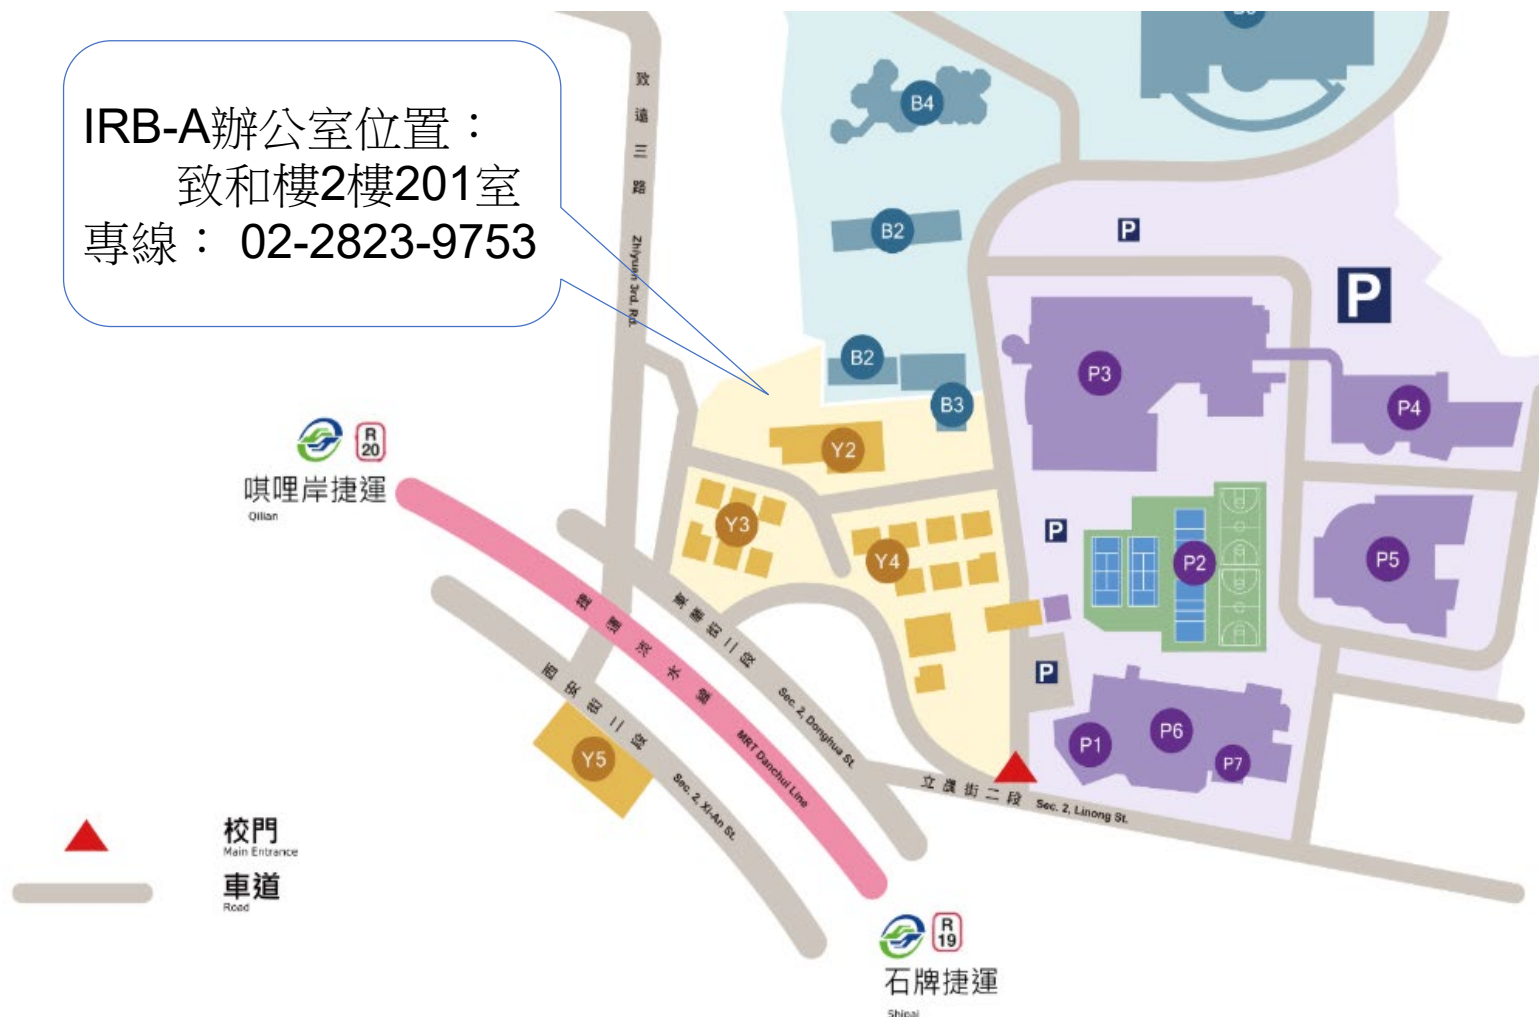 IRB-A辦公室位置：
致和樓2樓201室
專線： 02-2823-9753
致遠三路 Zhiyuan 3rd. Rd.
B4
B2
B2
B3
P
P
P3
P4
Y2
R
20
唭哩岸捷運
Qilian
Y3
Y4
P
P2
P5
捷運淡水線 MRT Danshui Line
東華街二段 Sec. 2, Donghua St.
西安街二段 Sec. 2, Xi-An St.
Y5
P
P1
P6
P7
立農街二段 Sec. 2, Linong St.
校門
Main Entrance
車道
Road
R
19
石牌捷運
Shipai